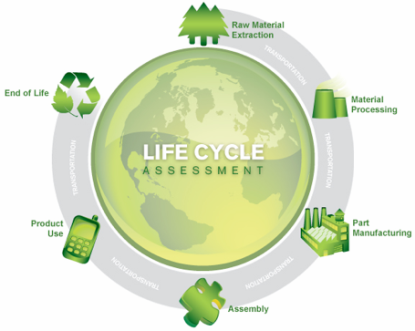 Raw Material
Extraction
TRANSPORTATION
Material
Processing
TRANSPORTATION
Part
Manufacturing
TRANSPORTATION
Assembly
TRANSPORTATION
Product
Use
TRANSPORTATION
End of Life
LIFE CYCLE
ASSESSMENT